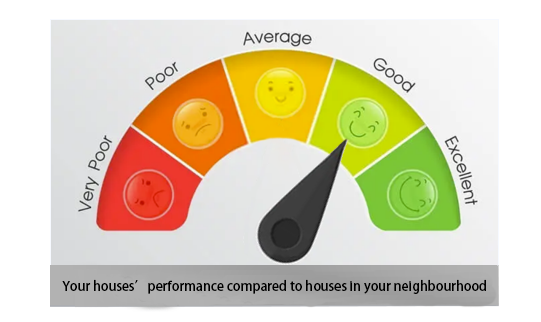 Very Poor
Poor
Average
Good
Excellent
Your houses’ performance compared to houses in your neighbourhood